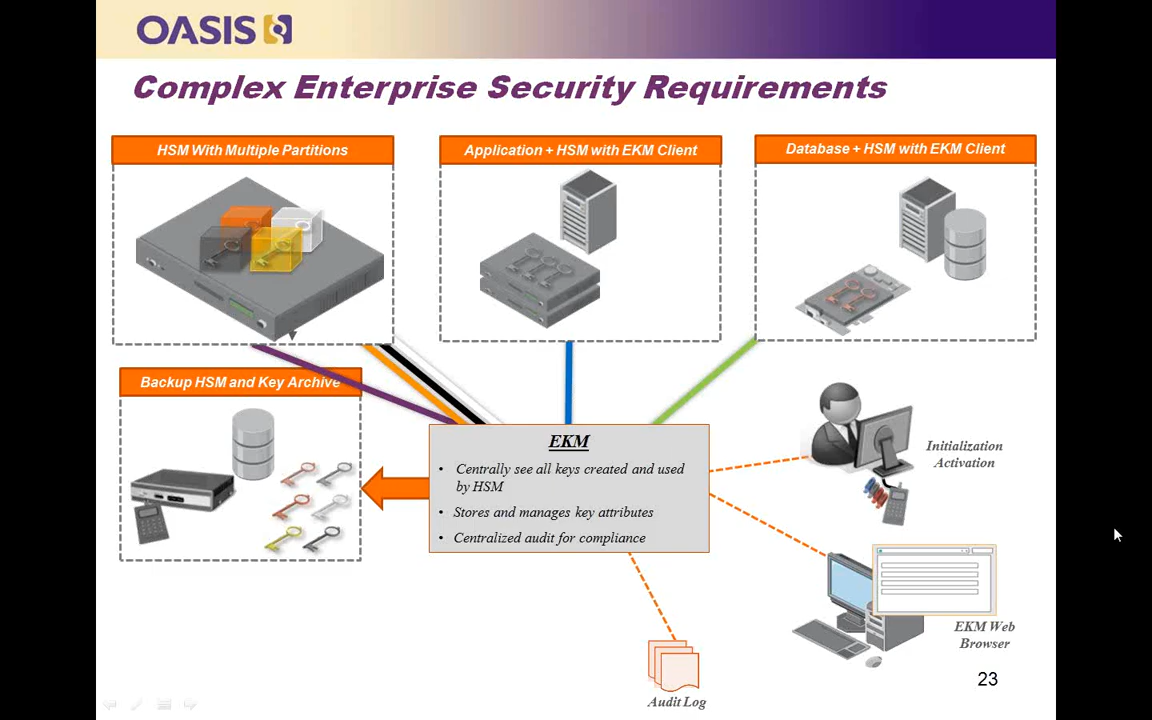 OASIS
Complex Enterprise Security Requirements
HSM With Multiple Partitions
Application + HSM with EKM Client
Database + HSM with EKM Client
Backup HSM and Key Archive
EKM
• Centrally see all keys created and used
by HSM
• Stores and manages key attributes
• Centralized audit for compliance
Initialization
Activation
EKM Web
Browser
Audit Log
23